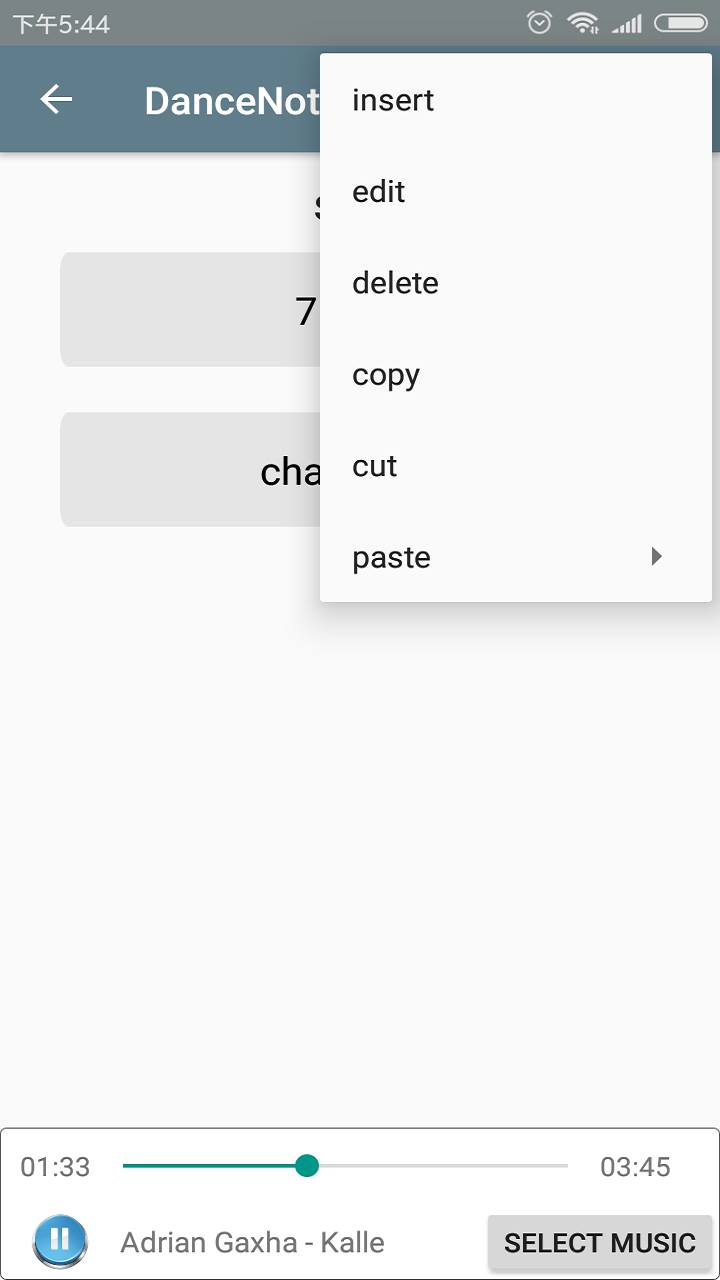 下午5:44
DanceNot
insert
edit
delete
7
copy
cha
cut
paste
01:33
03:45
Adrian Gaxha - Kalle
SELECT MUSIC